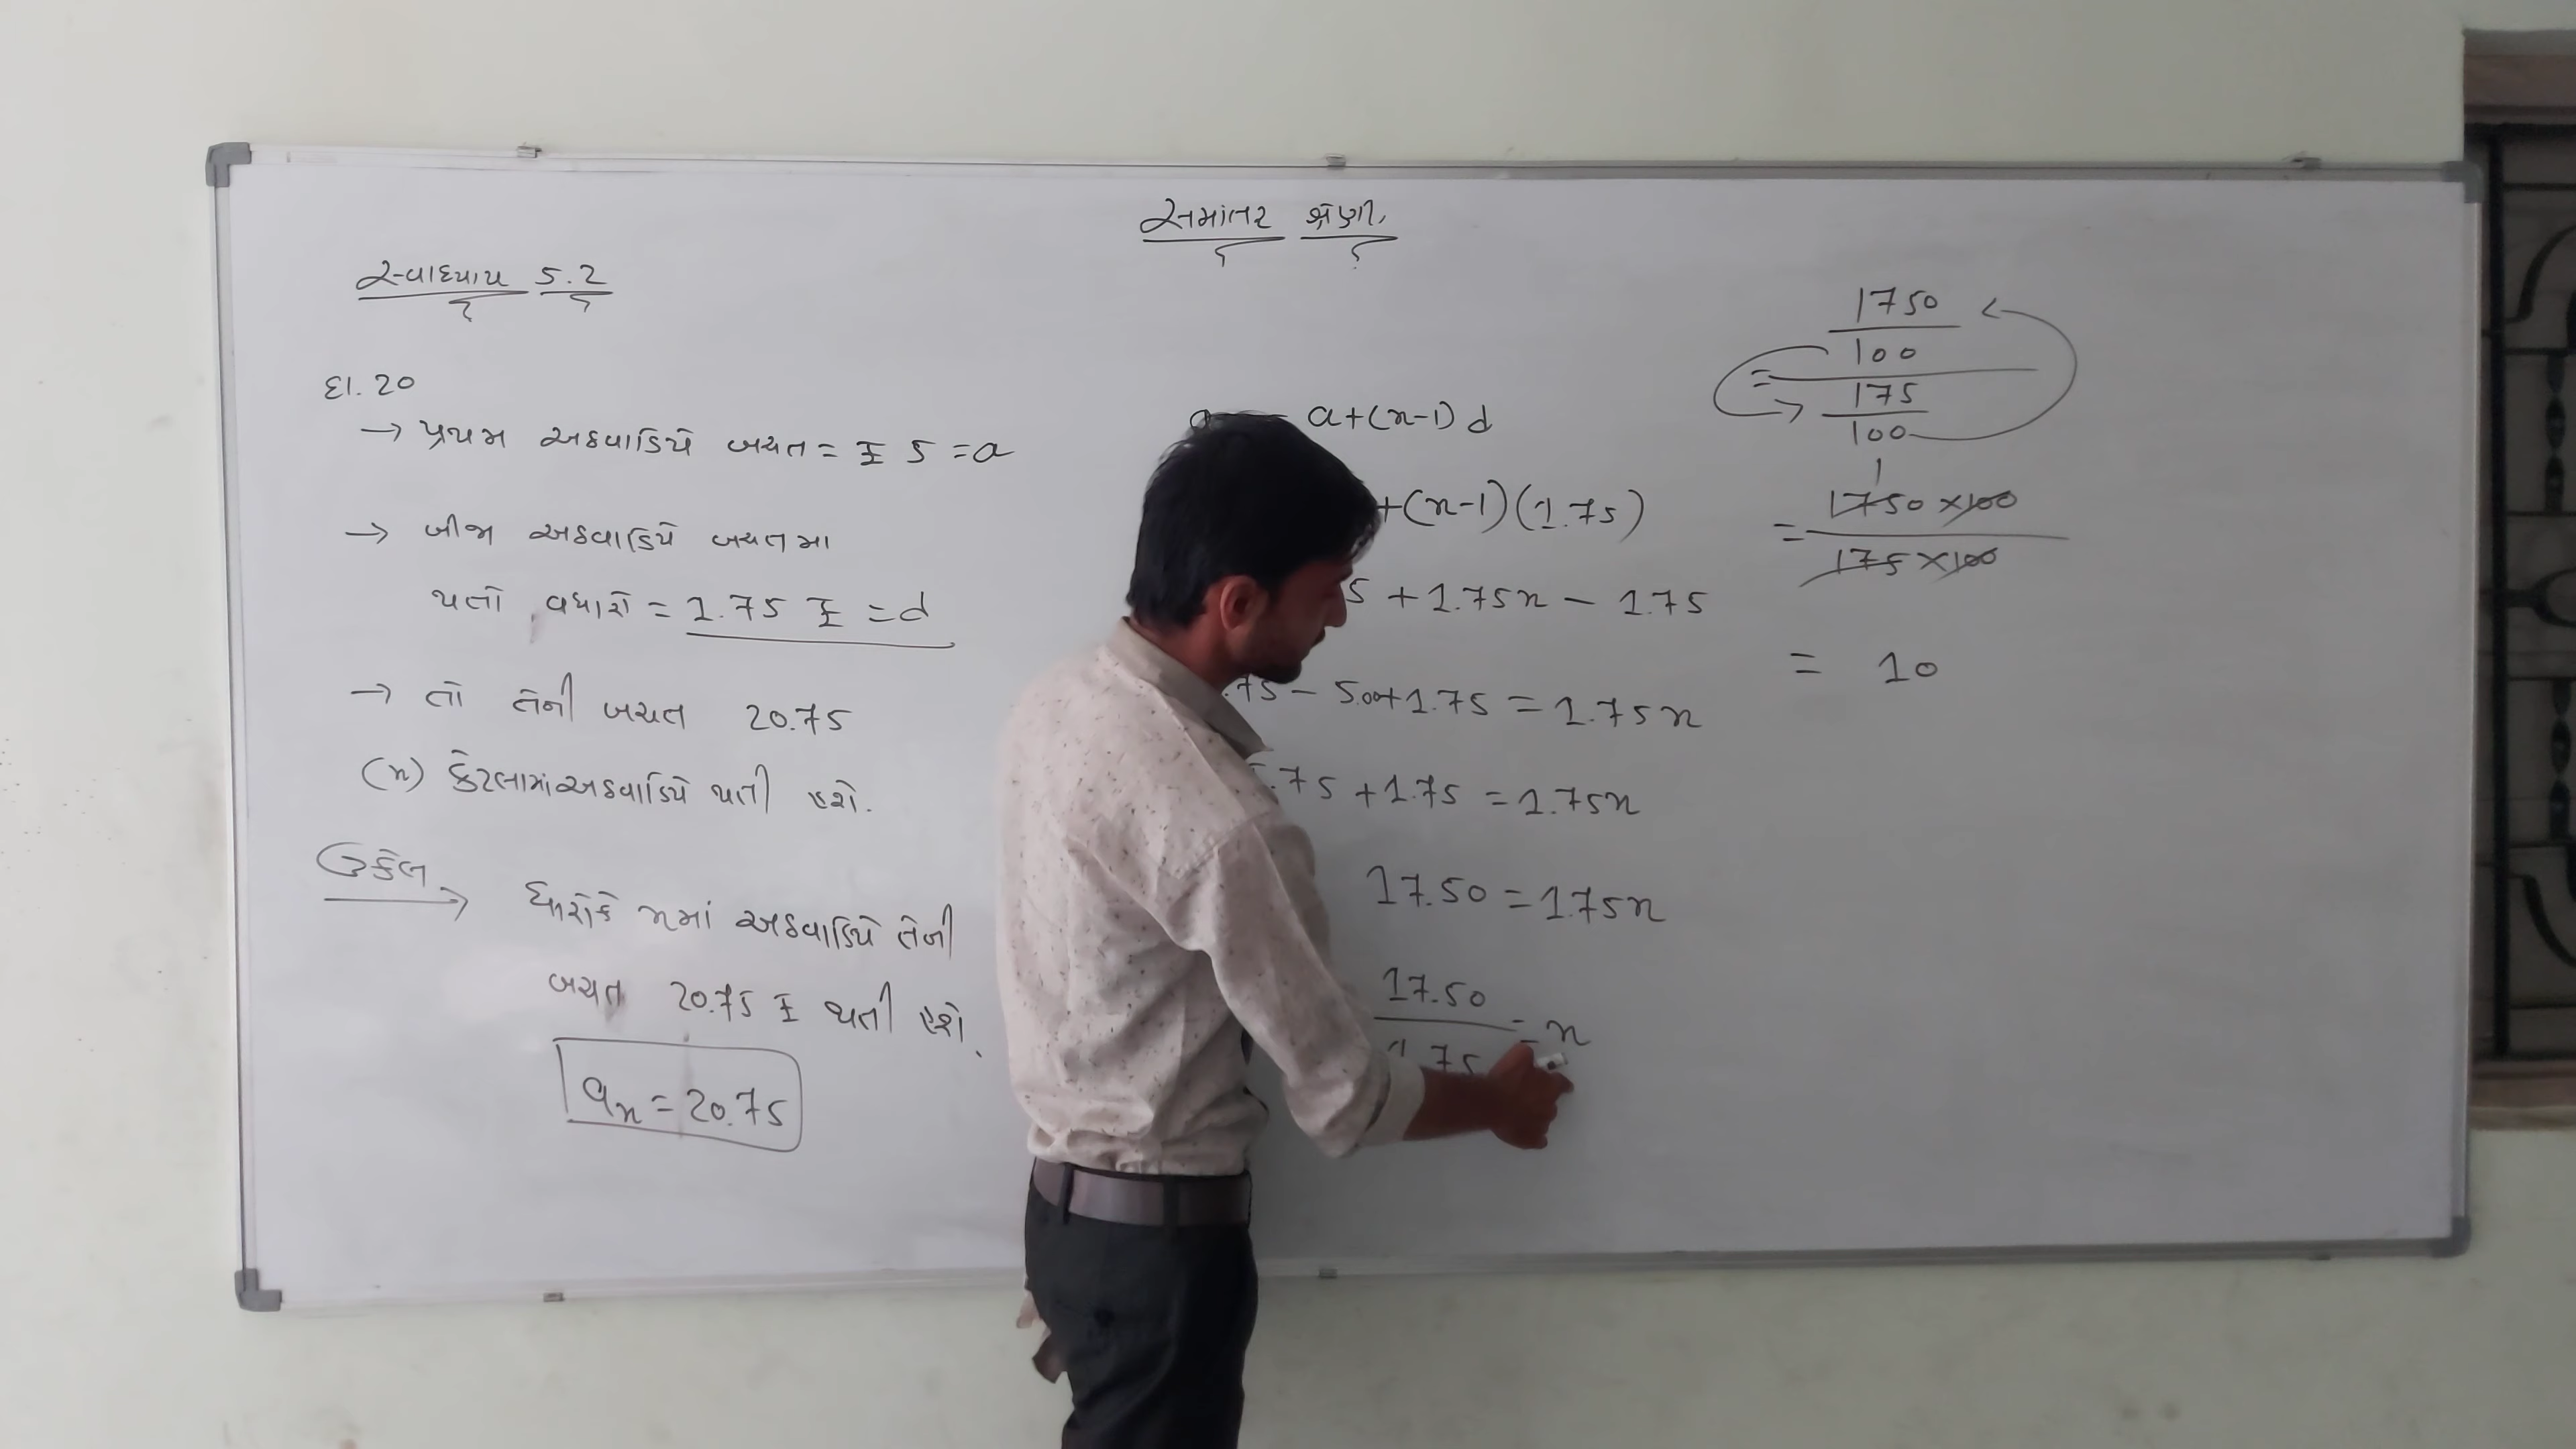 સમાંતર શ્રેણી
સ્વાધ્યાય 5.2
દા. 20
→ પ્રથમ અઠવાડિયે બચત = ₹ 5 = a
→ બીજા અઠવાડિયે બચતમાં
થતો વધારો = 1.75 ₹ = d
→ તો તેની બચત 20.75
(n) કેટલામાં અઠવાડિયે થતી હશે.
ઉકેલ →
ધારોકે nમાં અઠવાડિયે તેની
બચત 20.75 ₹ થતી હશે.
an = 20.75
a + (n-1) d
+ (n-1) (1.75)
5 + 1.75n - 1.75
.75 - 5.00 + 1.75 = 1.75n
.75 + 1.75 = 1.75n
17.50 = 1.75n
17.50
= n
1.75
1750
100
=
175
100
1
1750 × 100
=
175 × 100
= 10